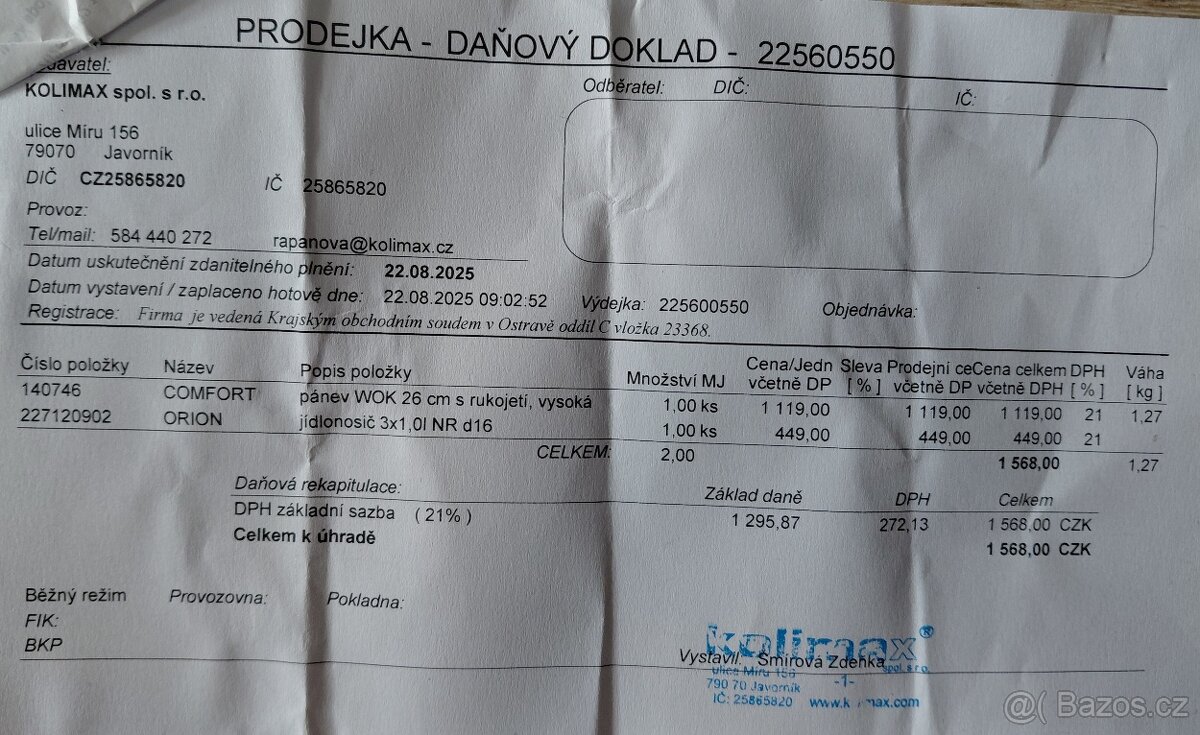 PRODEJKA - DAŇOVÝ DOKLAD - 22560550
KOLIMAX spol. s r.o.
Odběratel: DIČ: IČ:
ulice Míru 156
79070 Javorník
DIČ CZ25865820 IČ 25865820
Provoz:
Tel/mail: 584 440 272 rapanova@kolimax.cz
Datum uskutečnění zdanitelného plnění: 22.08.2025
Datum vystavení / zaplaceno hotově dne: 22.08.2025 09:02:52 Výdejka: 225600550 Objednávka:
Registrace: Firma je vedená Krajským obchodním soudem v Ostravě oddíl C vložka 23368.
Číslo položky Název Popis položky Množství MJ Cena/Jedn včetně DP Sleva [ % ] Prodejní ce včetně DP Cena celkem včetně DPH DPH [ % ] Váha [ kg ]
140746 COMFORT pánev WOK 26 cm s rukojetí, vysoká 1,00 ks 1 119,00 1 119,00 1 119,00 21 1,27
227120902 ORION jídlonosič 3x1,0l NR d16 1,00 ks 449,00 449,00 449,00 21
CELKEM: 2,00 1 568,00 1,27
Daňová rekapitulace: Základ daně DPH Celkem
DPH základní sazba ( 21% ) 1 295,87 272,13 1 568,00 CZK
Celkem k úhradě 1 568,00 CZK
Běžný režim Provozovna: Pokladna:
FIK:
BKP
kolimax®
Vystavil: Šmírová Zdeňka spol. s r.o.
ulice Míru 156 -1-
790 70 Javorník
IČ: 25865820
@( Bazos.cz